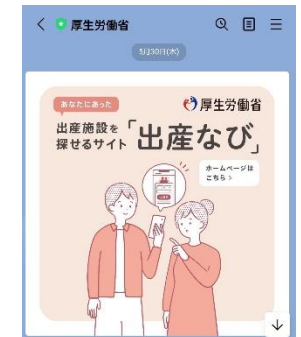 厚生労働省
5月30日(木)
あなたにあった
厚生労働省
出産施設を
探せるサイト「出産なび」
ホームページは
こちら >